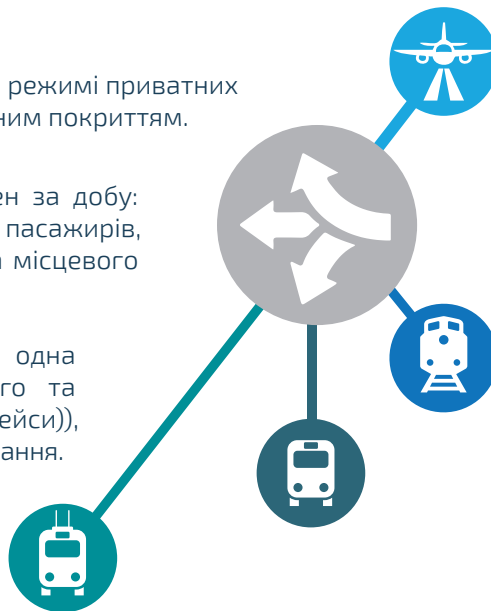 режимі приватних
ним покриттям.
ен за добу:
пасажирів,
місцевого
одна
го та
ейси)),
ання.